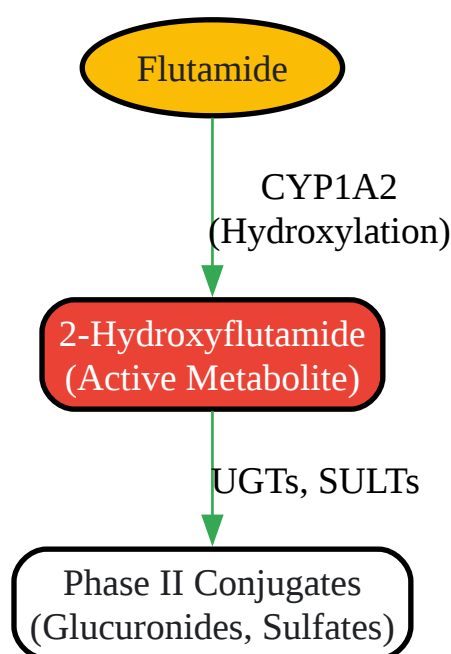 Flutamide
CYP1A2
(Hydroxylation)
2-Hydroxyflutamide
(Active Metabolite)
UGTs, SULTs
Phase II Conjugates
(Glucuronides, Sulfates)